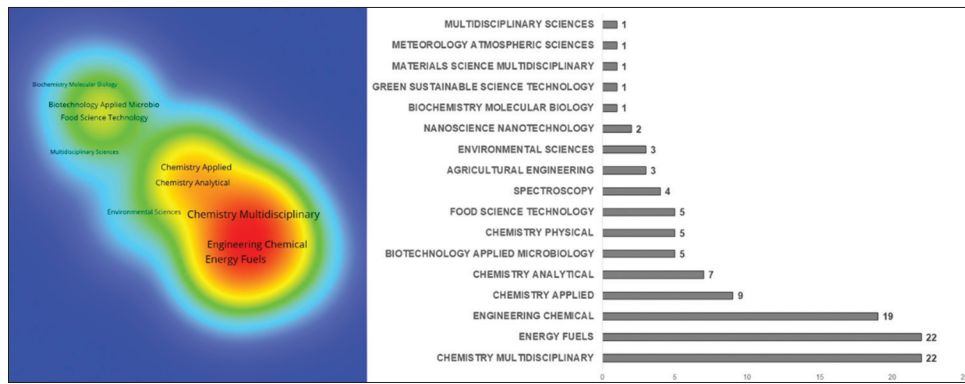 Biochemistry Molecular Biology
Biotechnology Applied Microbio
Food Science Technology
Multidisciplinary Sciences
Chemistry Applied
Chemistry Analytical
Environmental Sciences
Chemistry Multidisciplinary
Engineering Chemical
Energy Fuels
MULTIDISCIPLINARY SCIENCES 1
METEOROLOGY ATMOSPHERIC SCIENCES 1
MATERIALS SCIENCE MULTIDISCIPLINARY 1
GREEN SUSTAINABLE SCIENCE TECHNOLOGY 1
BIOCHEMISTRY MOLECULAR BIOLOGY 1
NANOSCIENCE NANOTECHNOLOGY 2
ENVIRONMENTAL SCIENCES 3
AGRICULTURAL ENGINEERING 3
SPECTROSCOPY 4
FOOD SCIENCE TECHNOLOGY 5
CHEMISTRY PHYSICAL 5
BIOTECHNOLOGY APPLIED MICROBIOLOGY 5
CHEMISTRY ANALYTICAL 7
CHEMISTRY APPLIED 9
ENGINEERING CHEMICAL 19
ENERGY FUELS 22
CHEMISTRY MULTIDISCIPLINARY 22
0 5 10 15 20